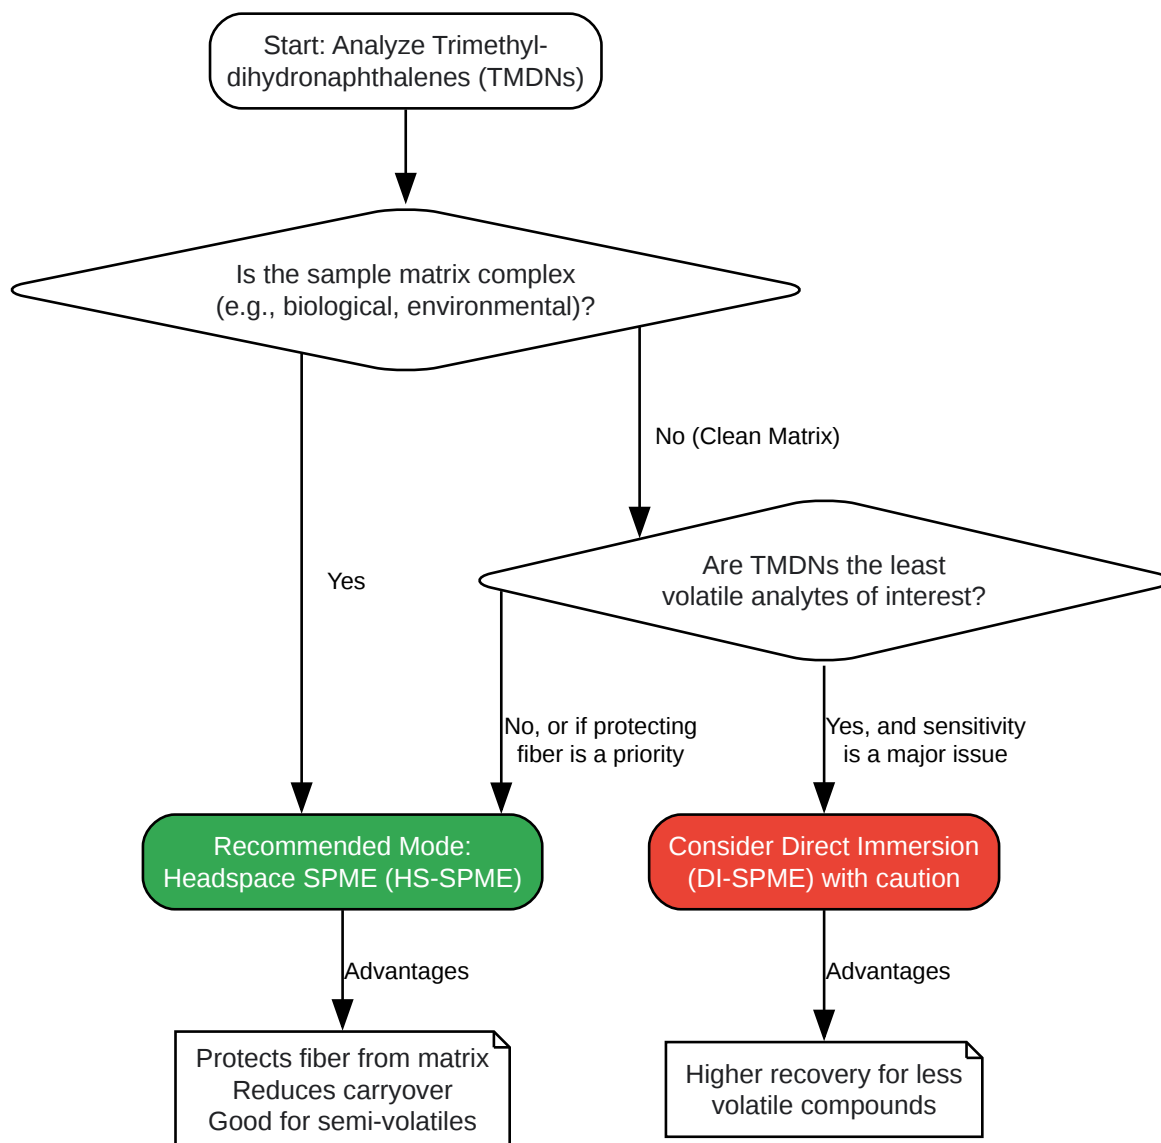 Start: Analyze Trimethyl-
dihydronaphthalenes (TMDNs)
Is the sample matrix complex
(e.g., biological, environmental)?
No (Clean Matrix)
Yes
Are TMDNs the least
volatile analytes of interest?
No, or if protecting
fiber is a priority
Yes, and sensitivity
is a major issue
Recommended Mode:
Headspace SPME (HS-SPME)
Consider Direct Immersion
(DI-SPME) with caution
Advantages
Advantages
Protects fiber from matrix
Reduces carryover
Good for semi-volatiles
Higher recovery for less
volatile compounds